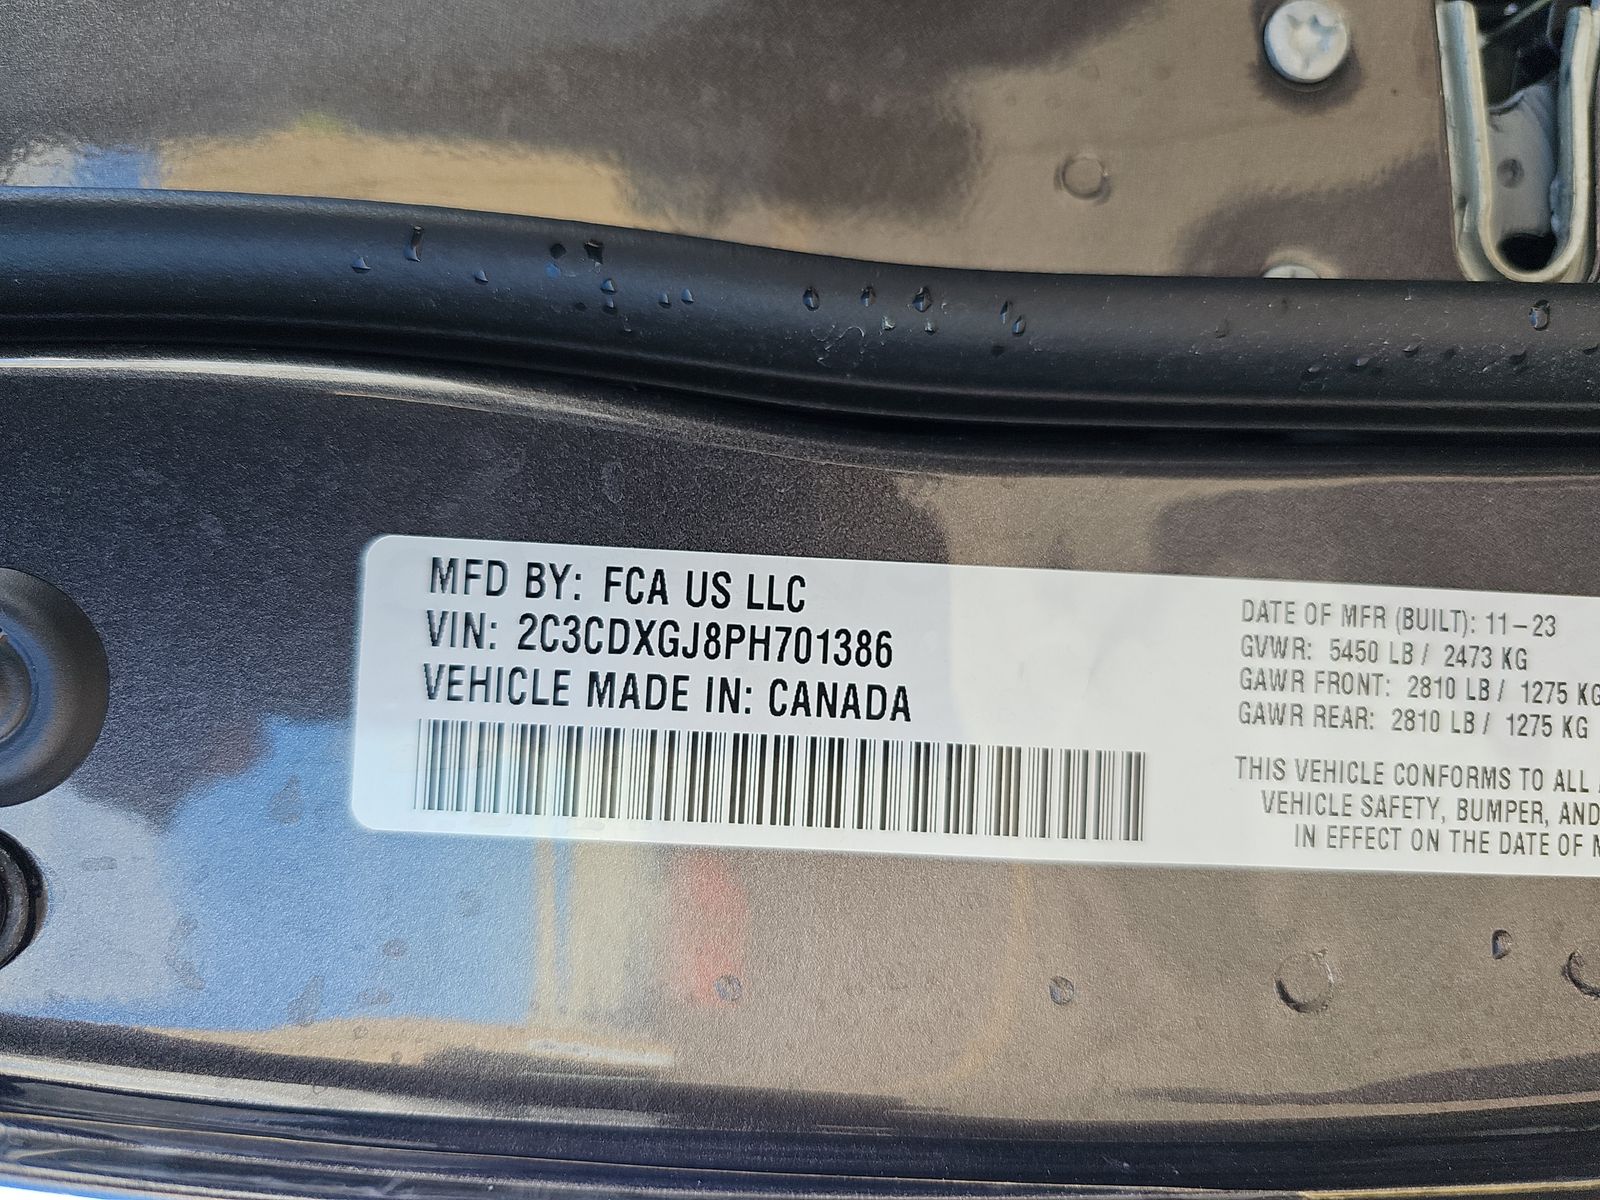 MFD BY: FCA US LLC
VIN: 2C3CDXGJ8PH701386
VEHICLE MADE IN: CANADA
DATE OF MFR (BUILT): 11-23
GVWR: 5450 LB / 2473 KG
GAWR FRONT: 2810 LB / 1275 KG
GAWR REAR: 2810 LB / 1275 KG
THIS VEHICLE CONFORMS TO ALL
VEHICLE SAFETY, BUMPER, AND
IN EFFECT ON THE DATE OF